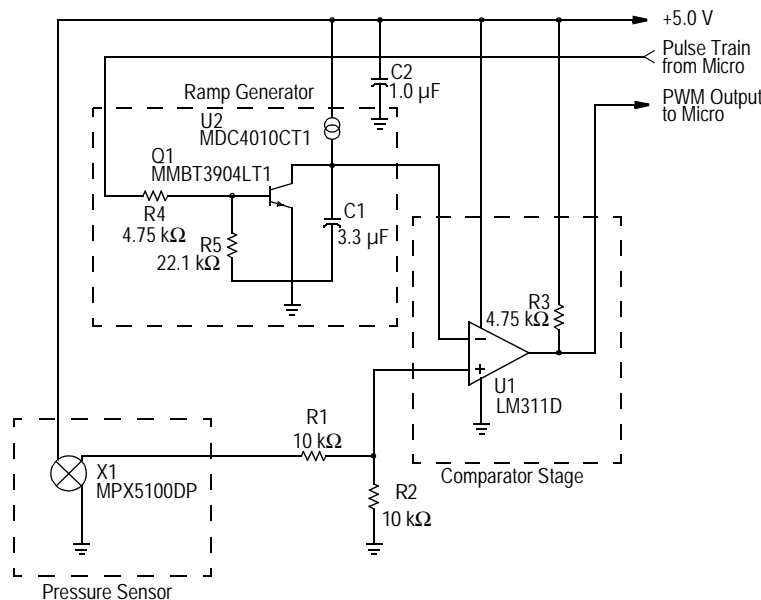 +5.0 V
Pulse Train
from Micro
C2
1.0 µF
PWM Output
to Micro
Ramp Generator
U2
MDC4010CT1
Q1
MMBT3904LT1
R4
4.75 kΩ
R5
22.1 kΩ
C1
3.3 µF
R3
4.75 kΩ
−
+
U1
LM311D
Comparator Stage
R1
10 kΩ
R2
10 kΩ
X1
MPX5100DP
Pressure Sensor